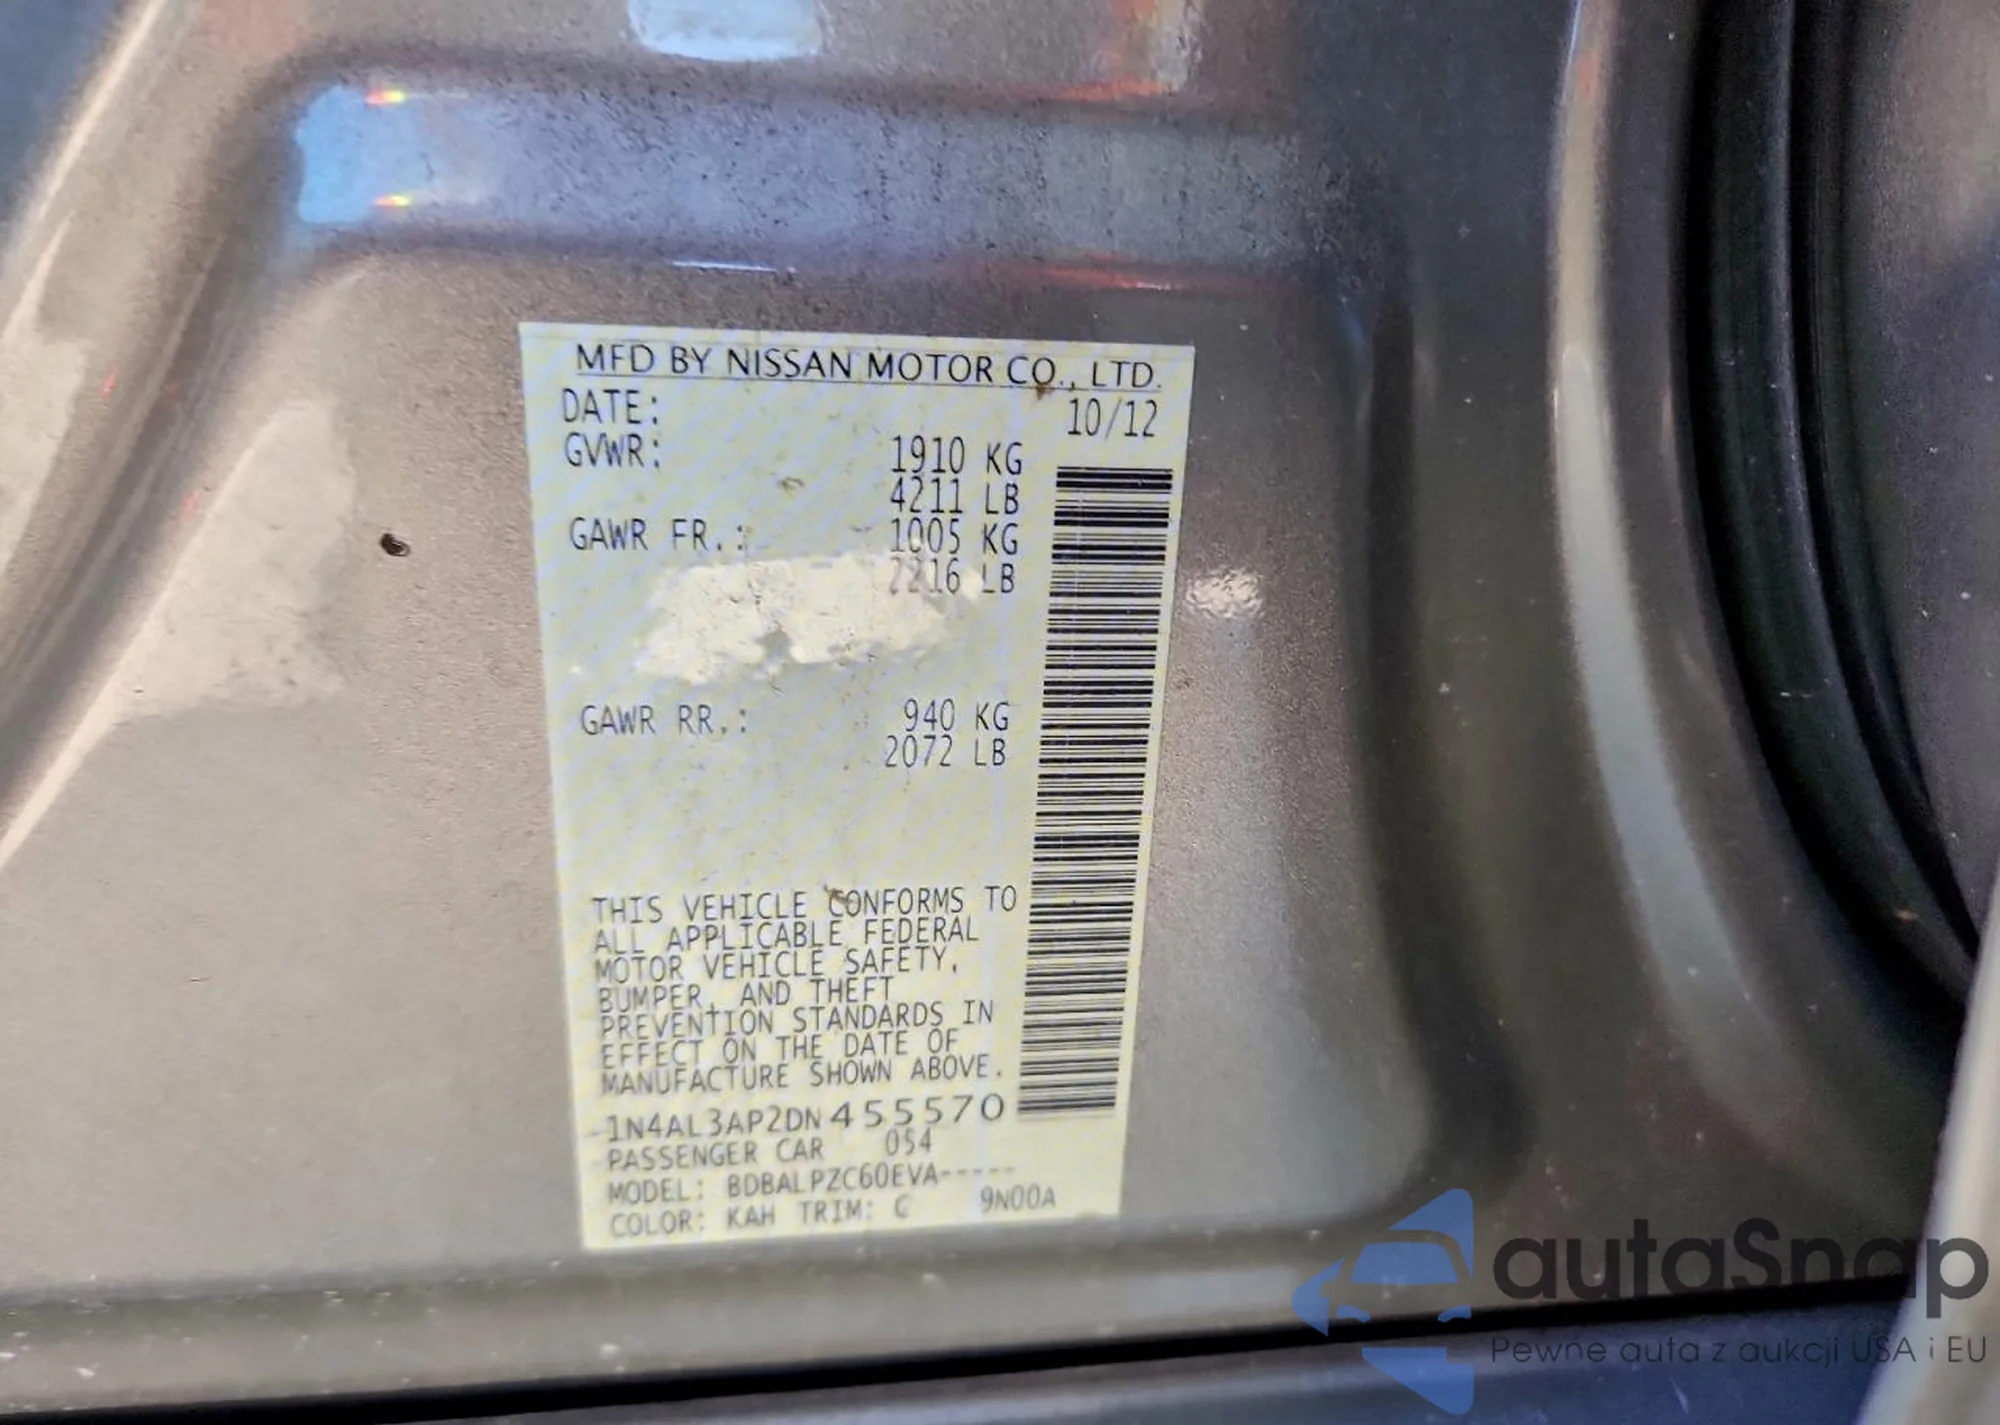 MFD BY NISSAN MOTOR CO., LTD.
DATE: 10/12
GVWR: 1910 KG
4211 LB
GAWR FR.: 1005 KG
2216 LB
GAWR RR.: 940 KG
2072 LB
THIS VEHICLE CONFORMS TO
ALL APPLICABLE FEDERAL
MOTOR VEHICLE SAFETY,
BUMPER, AND THEFT
PREVENTION STANDARDS IN
EFFECT ON THE DATE OF
MANUFACTURE SHOWN ABOVE.
1N4AL3AP2DN455570
PASSENGER CAR 054
MODEL: BDBALPZC60EVA-----
COLOR: KAH TRIM: C 9N00A
autaSnap
Pewne auta z aukcji USA i EU